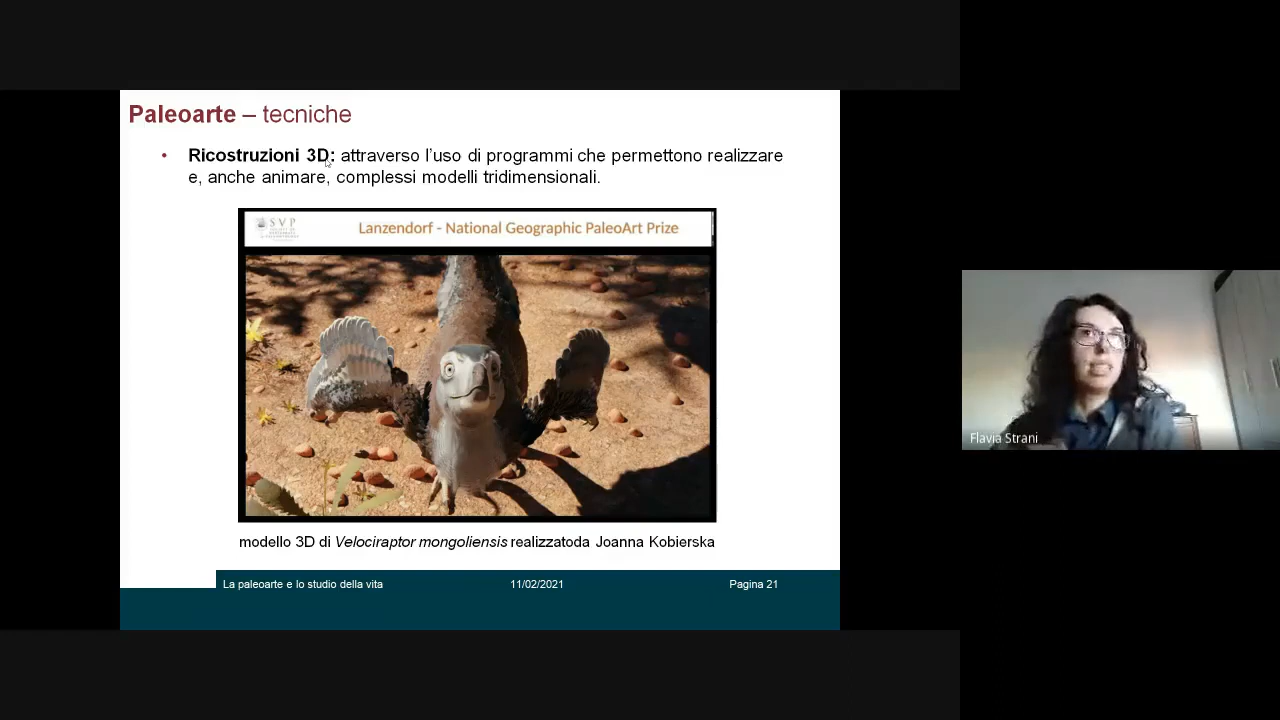 Paleoarte – tecniche
• Ricostruzioni 3D: attraverso l’uso di programmi che permettono realizzare
e, anche animare, complessi modelli tridimensionali.
SVP
Lanzendorf - National Geographic PaleoArt Prize
modello 3D di Velociraptor mongoliensis realizzatoda Joanna Kobierska
La paleoarte e lo studio della vita
11/02/2021
Pagina 21
Flavia Strani